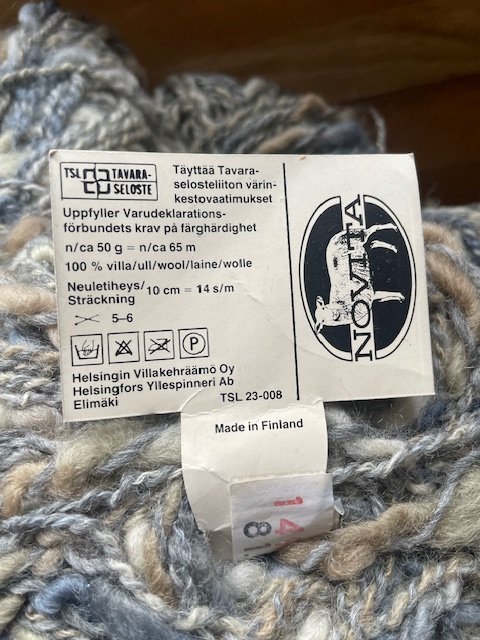 TSL TAVARA-
SELOSTE
Täyttää Tavara-
selosteliiton värin-
kestovaatimukset
Uppfyller Varudeklarations-
förbundets krav på färghärdighet
n/ca 50 g = n/ca 65 m
100 % villa/ull/wool/laine/wolle
Neuletiheys/
Sträckning
10 cm = 14 s/m
5–6
P
Helsingin Villakehräämö Oy
Helsingfors Yllespinneri Ab
Elimäki
TSL 23-008
NOVITA
Made in Finland
14
8